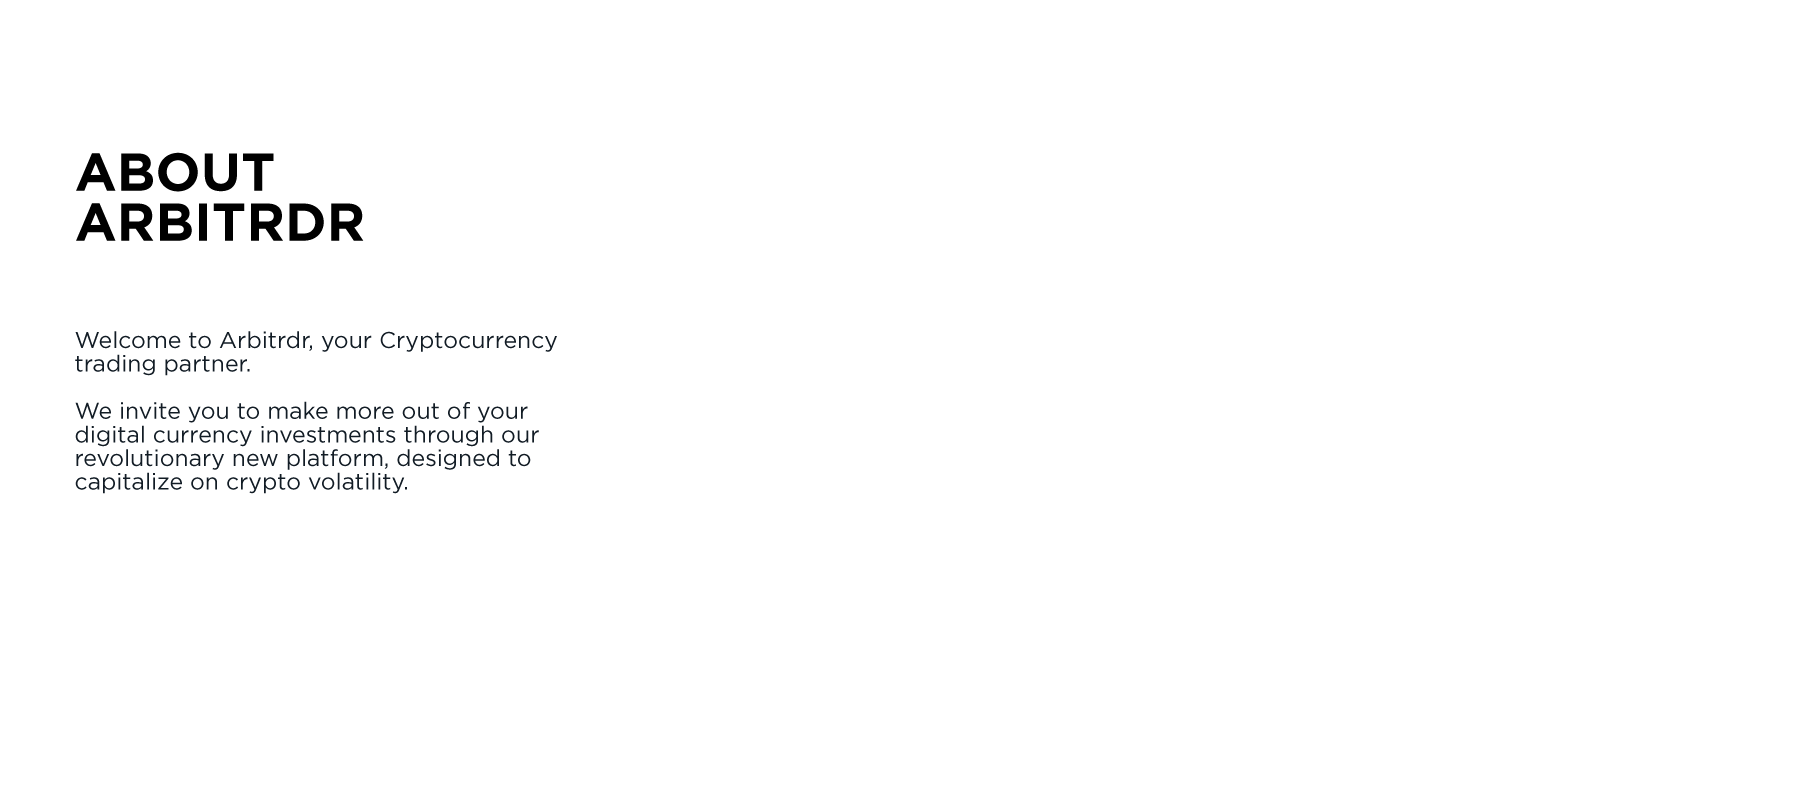 ABOUT
ARBITRDR
Welcome to Arbitrdr, your Cryptocurrency
trading partner.
We invite you to make more out of your
digital currency investments through our
revolutionary new platform, designed to
capitalize on crypto volatility.